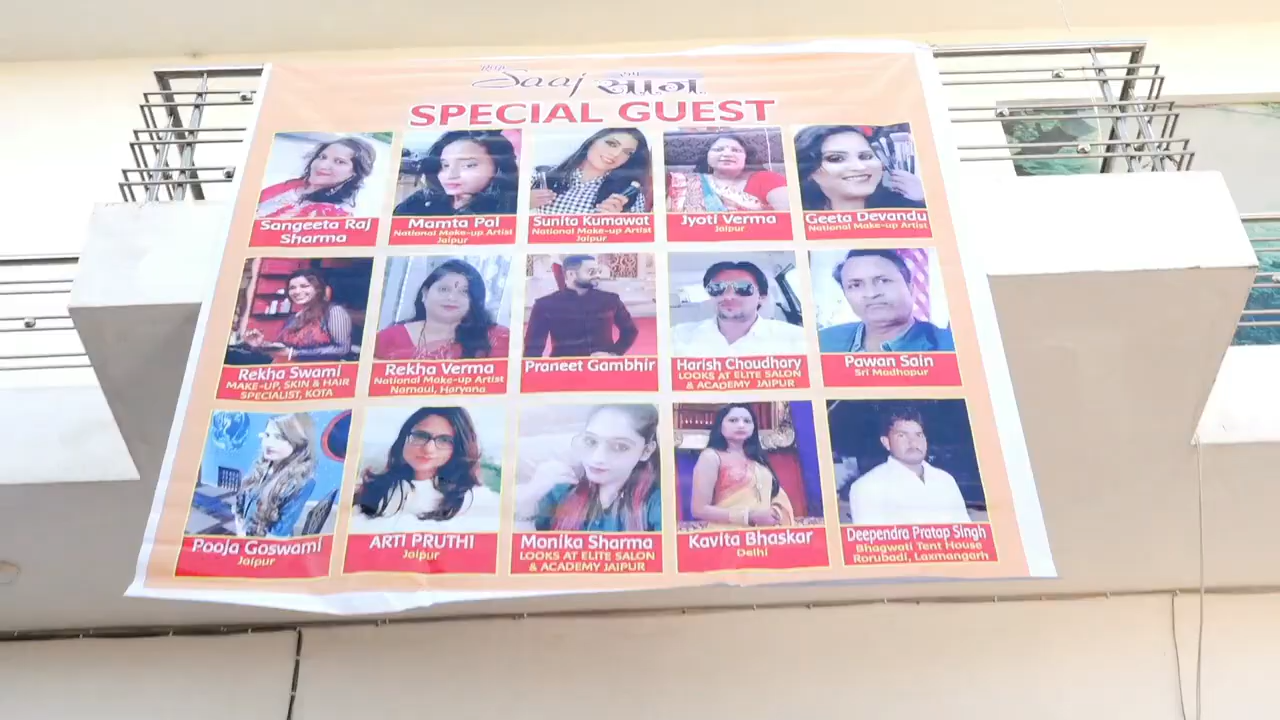 Saaj
SPECIAL GUEST
Sangeeta Raj
Sharma
Mamta Pal
National Make-up Artist
Jaipur
Sunita Kumawat
National Make-up Artist
Jaipur
Jyoti Verma
Jaipur
Geeta Devandu
National Make-up Artist
Rekha Swami
MAKE-UP, SKIN & HAIR
SPECIALIST, KOTA
Rekha Verma
National Make-up Artist
Narnaul, Haryana
Praneet Gambhir
Harish Choudhary
LOOKS AT ELITE SALON
& ACADEMY JAIPUR
Pawan Sain
Sri Madhopur
Pooja Goswami
Jaipur
ARTI PRUTHI
Jaipur
Monika Sharma
LOOKS AT ELITE SALON
& ACADEMY JAIPUR
Kavita Bhaskar
Delhi
Deependra Pratap Singh
Bhagwati Tent House
Rorubadi, Laxmangarh